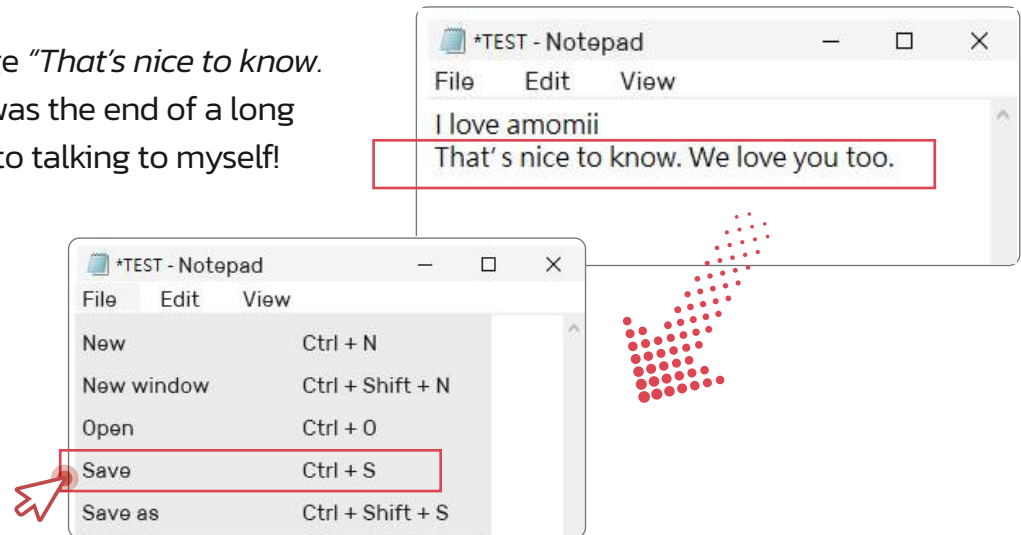 ge “That’s nice to know.
was the end of a long
to talking to myself!
*TEST - Notepad
File Edit View
I love amomii
That’ s nice to know. We love you too.
*TEST - Notepad
File Edit View
New Ctrl + N
New window Ctrl + Shift + N
Open Ctrl + O
Save Ctrl + S
Save as Ctrl + Shift + S